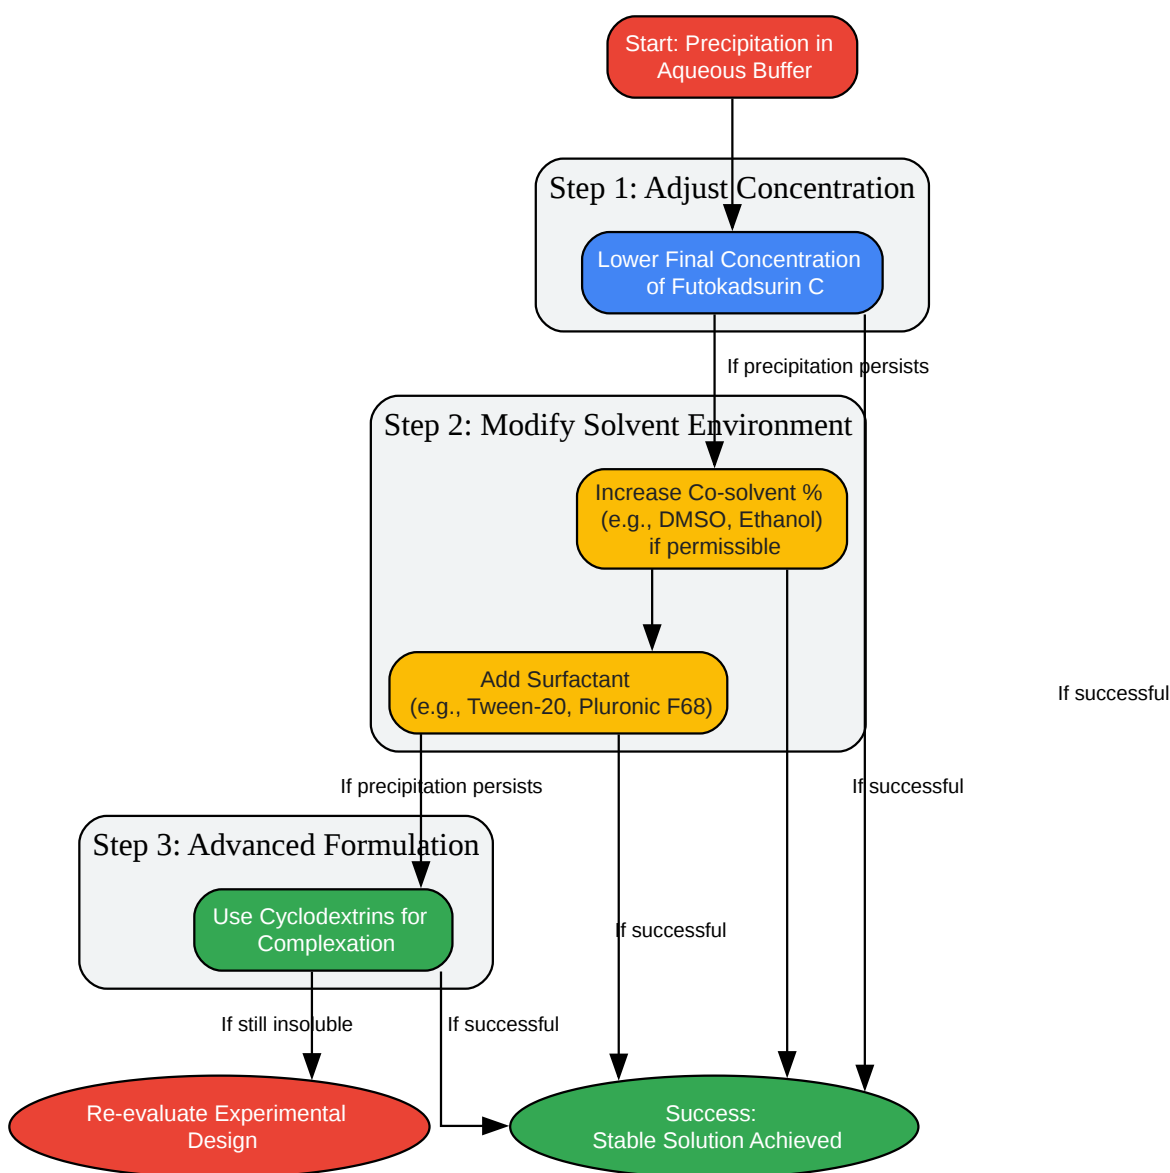 Start: Precipitation in
Aqueous Buffer
Step 1: Adjust Concentration
Lower Final Concentration
of Futokadsurin C
If precipitation persists
Step 2: Modify Solvent Environment
Increase Co-solvent %
(e.g., DMSO, Ethanol)
if permissible
Add Surfactant
(e.g., Tween-20, Pluronic F68)
If successful
If precipitation persists
If successful
Step 3: Advanced Formulation
Use Cyclodextrins for
Complexation
If successful
If still insoluble
If successful
Re-evaluate Experimental
Design
Success:
Stable Solution Achieved